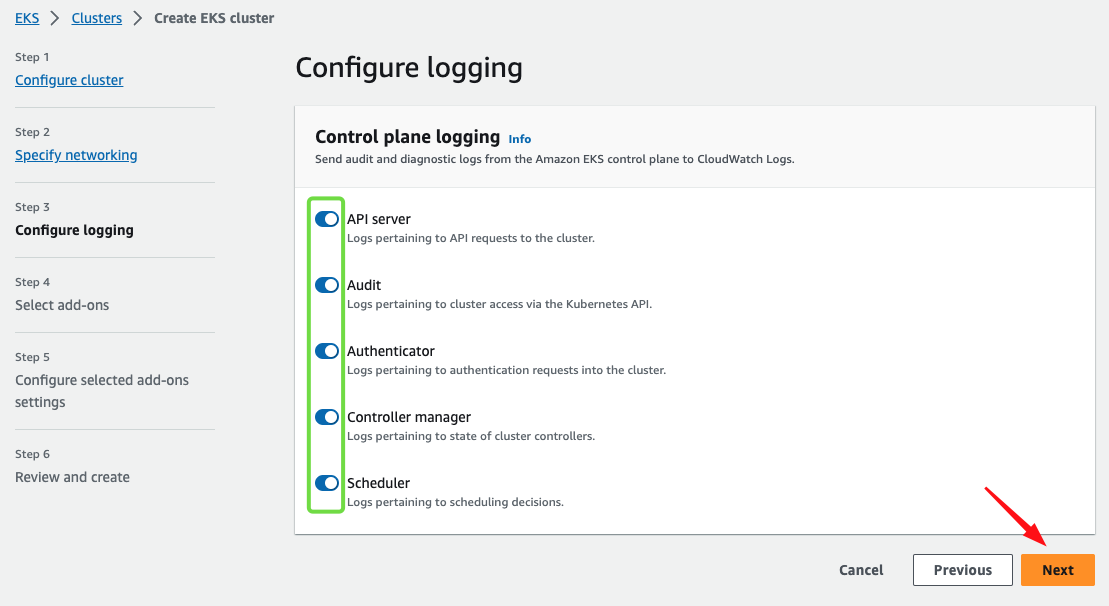 EKS > Clusters > Create EKS cluster
Step 1
Configure cluster
Step 2
Specify networking
Step 3
Configure logging
Step 4
Select add-ons
Step 5
Configure selected add-ons
settings
Step 6
Review and create
Configure logging
Control plane logging Info
Send audit and diagnostic logs from the Amazon EKS control plane to CloudWatch Logs.
API server
Logs pertaining to API requests to the cluster.
Audit
Logs pertaining to cluster access via the Kubernetes API.
Authenticator
Logs pertaining to authentication requests into the cluster.
Controller manager
Logs pertaining to state of cluster controllers.
Scheduler
Logs pertaining to scheduling decisions.
Cancel Previous Next